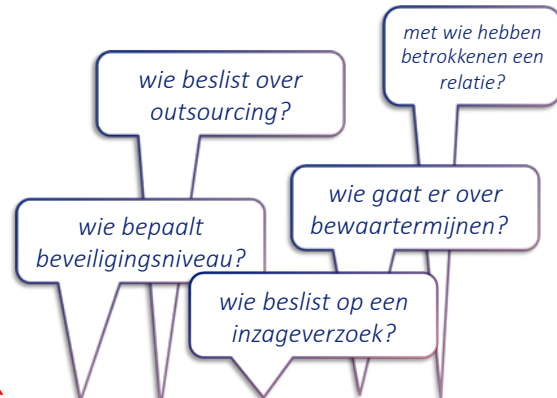 met wie hebben
betrokkenen een
relatie?
wie beslist over
outsourcing?
wie gaat er over
bewaartermijnen?
wie bepaalt
beveiligingsniveau?
wie beslist op een
inzageverzoek?